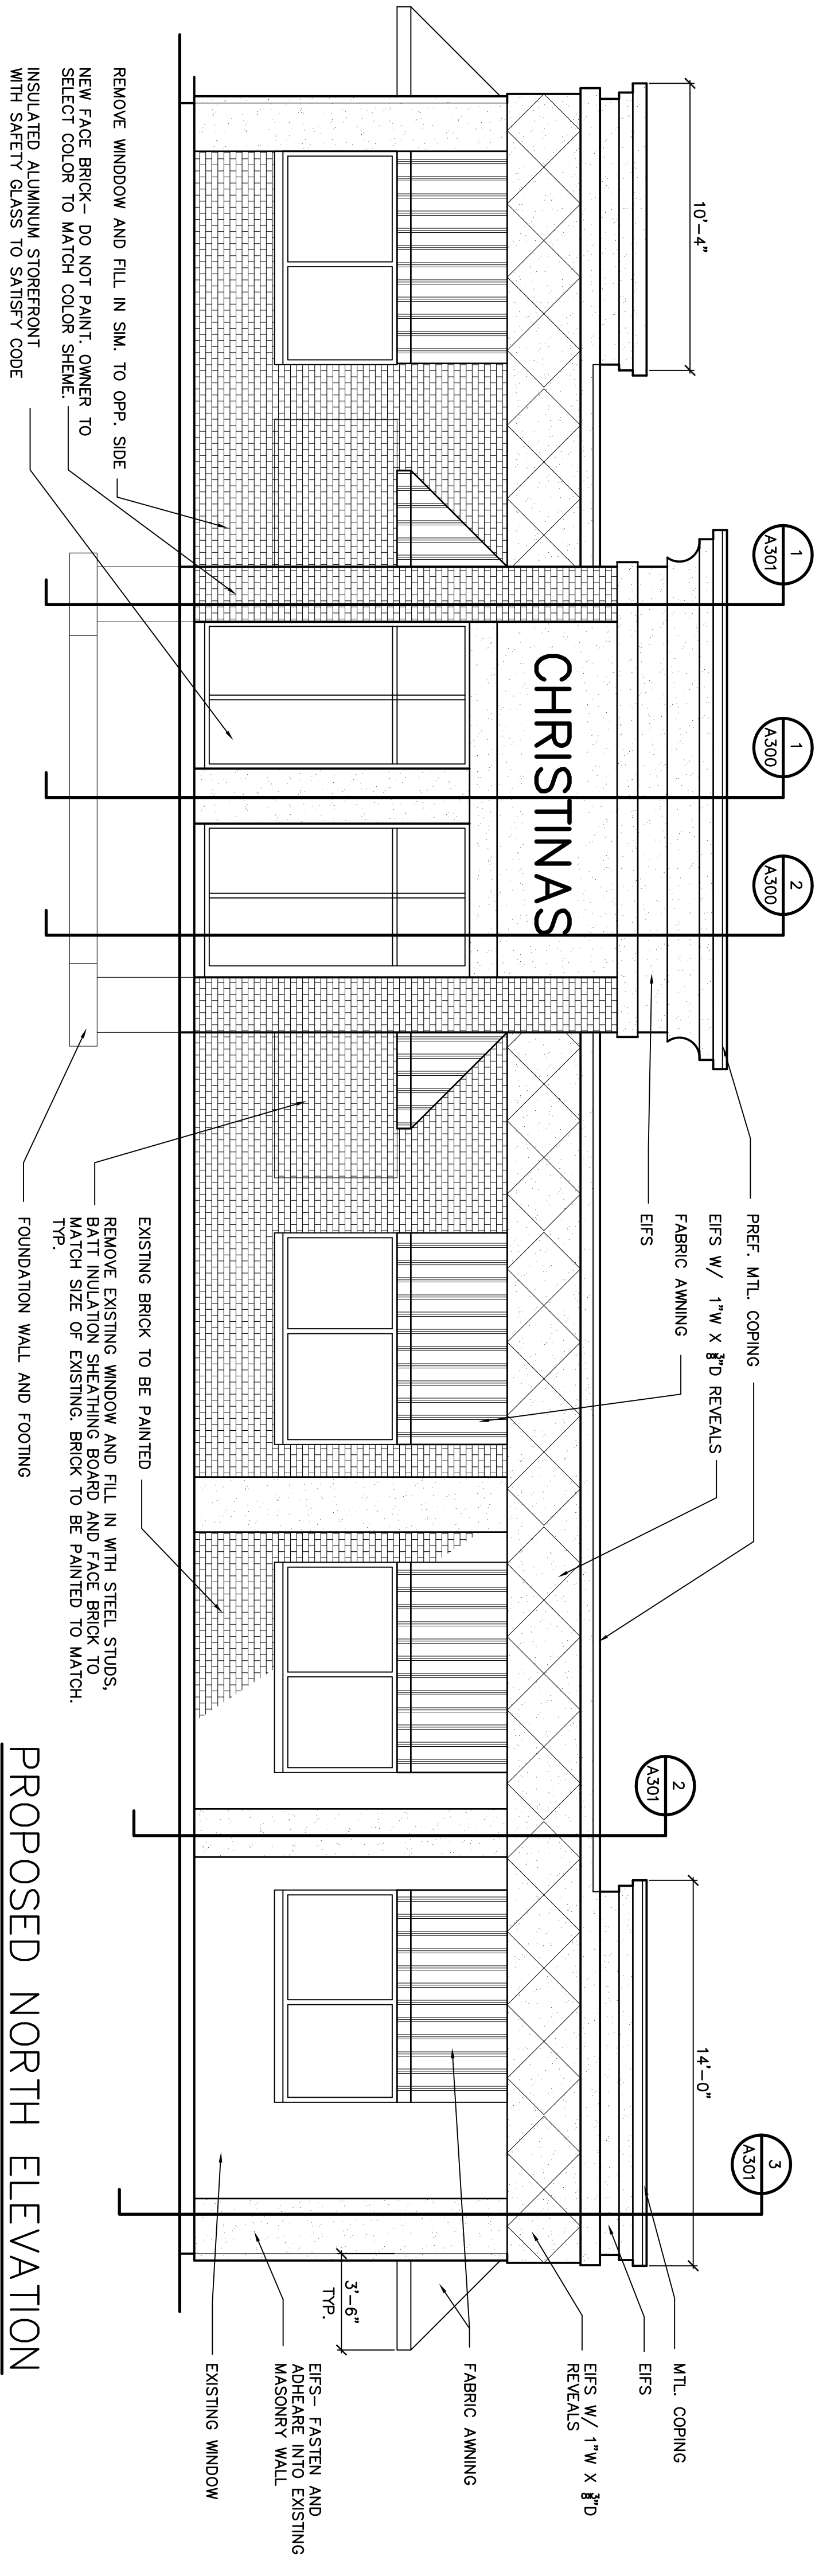 10'-4"
1
A301
1
A300
2
A300
2
A301
14'-0"
3
A301
CHRISTINAS
PREF. MTL. COPING
EIFS W/ 1"W X 3/8"D REVEALS
FABRIC AWNING
EIFS
MTL. COPING
EIFS
EIFS W/ 1"W X 3/8"D
REVEALS
FABRIC AWNING
3'-6"
TYP.
EIFS- FASTEN AND
ADHEARE INTO EXISTING
MASONRY WALL
EXISTING WINDOW
REMOVE WINDDOW AND FILL IN SIM. TO OPP. SIDE
NEW FACE BRICK- DO NOT PAINT. OWNER TO
SELECT COLOR TO MATCH COLOR SHEME.
INSULATED ALUMINUM STOREFRONT
WITH SAFETY GLASS TO SATISFY CODE
EXISTING BRICK TO BE PAINTED
REMOVE EXISTING WINDOW AND FILL IN WITH STEEL STUDS,
BATT INULATION SHEATHING BOARD AND FACE BRICK TO
MATCH SIZE OF EXISTING. BRICK TO BE PAINTED TO MATCH.
TYP.
FOUNDATION WALL AND FOOTING
PROPOSED NORTH ELEVATION